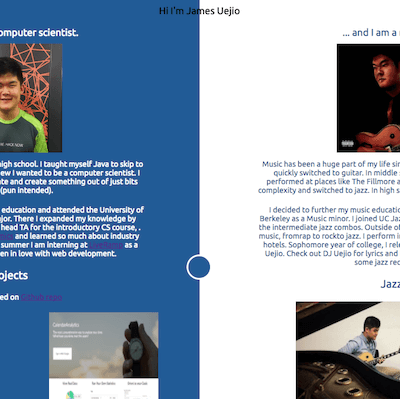 Hi I'm James Uejio
omputer scientist.
high school. I taught myself Java to skip to
ew I wanted to be a computer scientist. I
ate and create something out of just bits
(pun intended).
education and attended the University of
jor. There I expanded my knowledge by
head TA for the introductory CS course, .
and learned so much about industry
summer I am interning at as a
en in love with web development.
ojects
ed on
... and I am a
Music has been a huge part of my life sin
quickly switched to guitar. In middle
performed at places like The Fillmore a
complexity and switched to jazz. In high s
I decided to further my music educatio
Berkeley as a Music minor. I joined UC Jaz
the intermediate jazz combos. Outside of
music, fromrap to rockto jazz. I perform in
hotels. Sophomore year of college, I rele
Uejio. Check out DJ Uejio for lyrics and
some jazz rec
Jazz